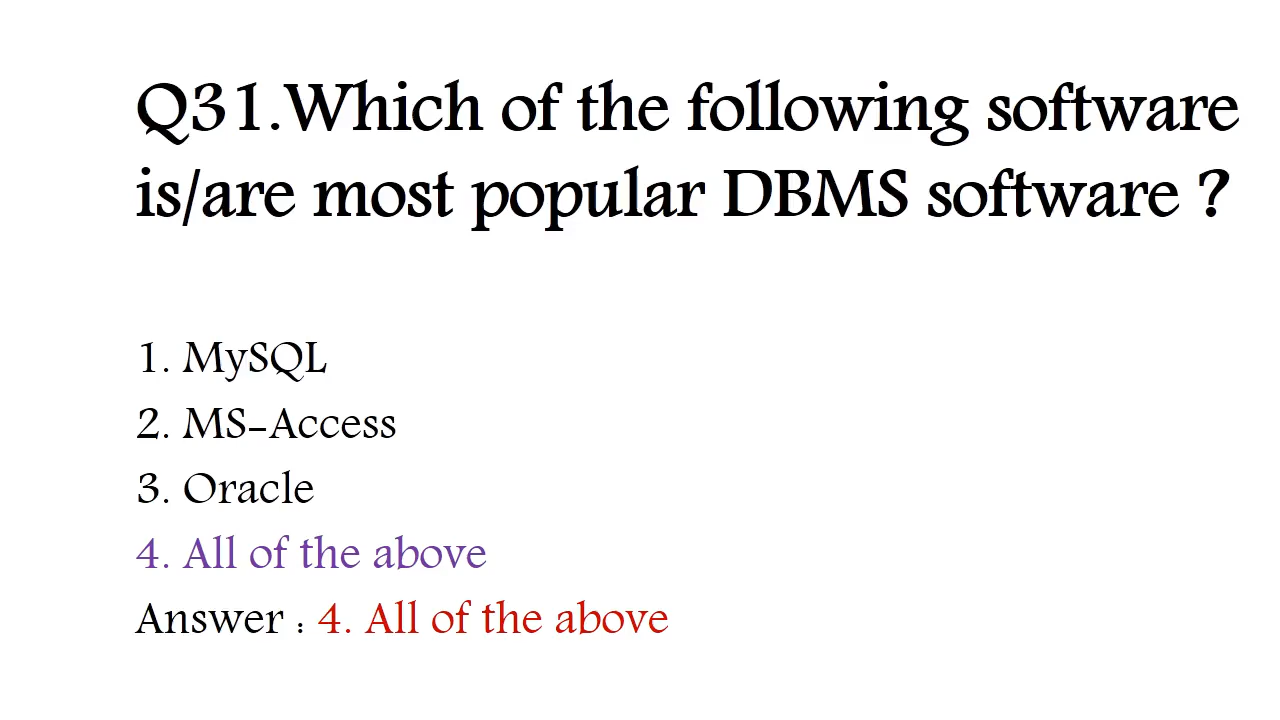 Q31.Which of the following software
is/are most popular DBMS software ?
1. MySQL
2. MS-Access
3. Oracle
4. All of the above
Answer : 4. All of the above